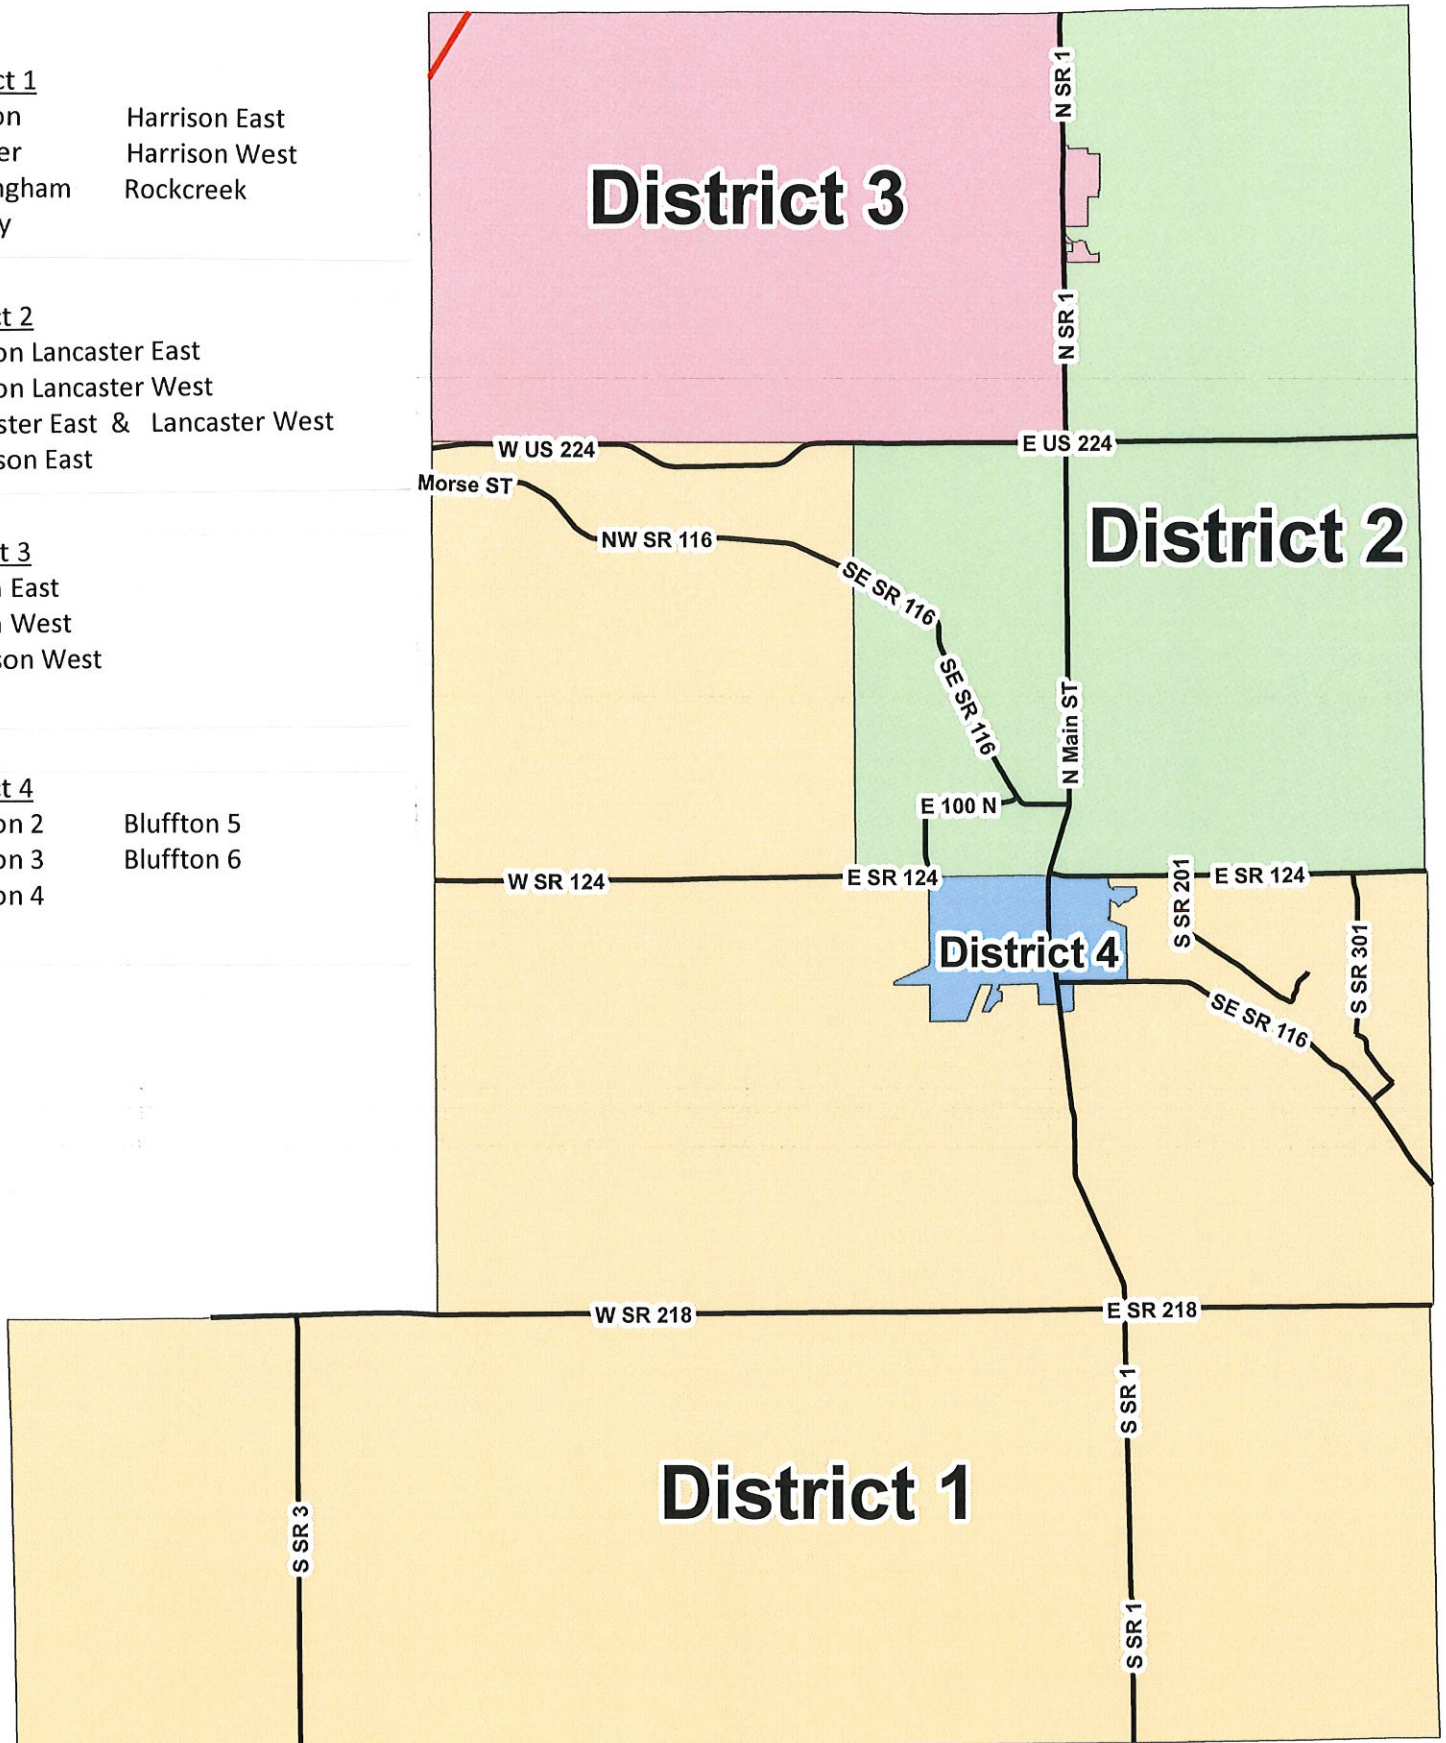 ct 1
on Harrison East
er Harrison West
ngham Rockcreek
y
ct 2
on Lancaster East
on Lancaster West
ster East & Lancaster West
son East
t 3
East
West
son West
ct 4
on 2 Bluffton 5
on 3 Bluffton 6
on 4
N SR 1
District 3
N SR 1
W US 224
E US 224
Morse ST
District 2
NW SR 116
SE SR 116
SE SR 116
N Main ST
E 100 N
W SR 124
E SR 124
S SR 201
E SR 124
District 4
S SR 301
SE SR 116
W SR 218
E SR 218
S SR 1
District 1
S SR 3
S SR 1